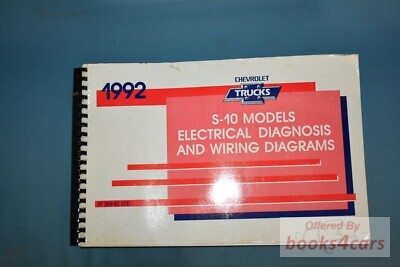 1992
CHEVROLET
TRUCKS
S-10 MODELS
ELECTRICAL DIAGNOSIS
AND WIRING DIAGRAMS
Offered By
books4cars